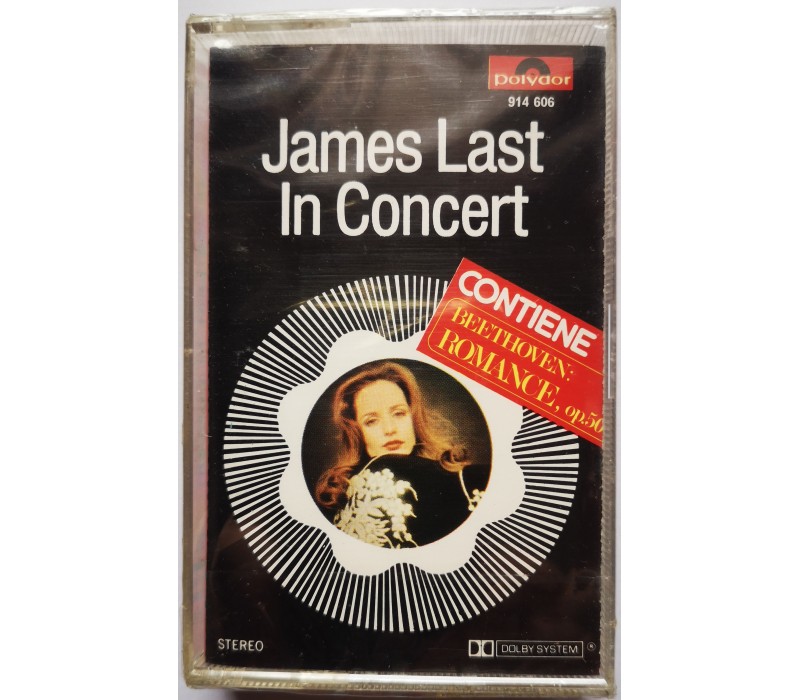 polydor
914 606
James Last
In Concert
CONTIENE
BEETHOVEN:
ROMANCE, op.50
STEREO
DOLBY SYSTEM ®